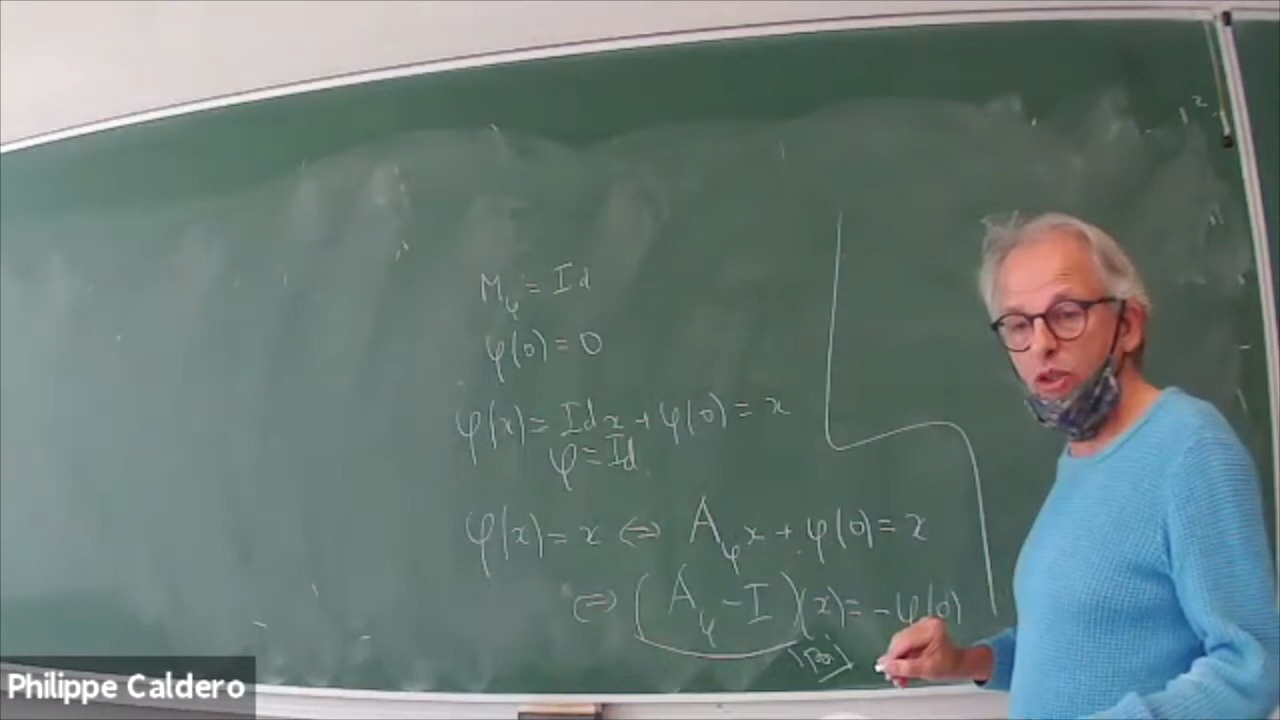 M_φ = Id
φ(0) = 0
φ(x) = Id x + φ(0) = x
φ = Id
φ(x) = x ⇔ A_φ x + φ(0) = x
⇔ (A_φ - I)(x) = -φ(0)
Philippe Caldero